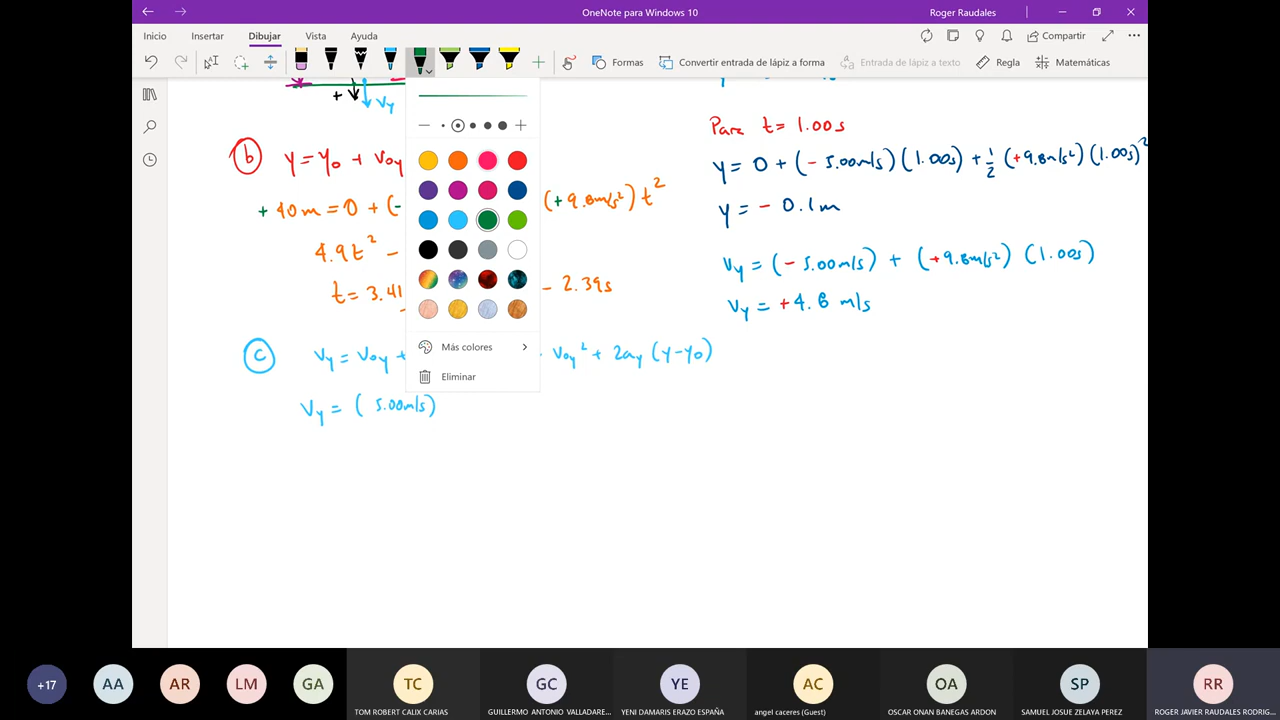 OneNote para Windows 10
Roger Raudales
Inicio Insertar Dibujar Vista Ayuda
Compartir
Formas
Convertir entrada de lápiz a forma
Entrada de lápiz a texto
Regla
Matemáticas
+ Vy
b y = y₀ + v₀y
+ 40m = 0 + (- (+9.8m/s²) t²
4.9t² -
t = 3.41 - 2.39s
Más colores
Eliminar
c Vy = V₀y + V₀y² + 2ay (y-y₀)
Vy = ( 5.00m/s)
Para t = 1.00s
y = 0 + (- 5.00m/s)(1.00s) + ½ (+9.8m/s²)(1.00s)²
y = - 0.1m
Vy = (- 5.00m/s) + (+9.8m/s²) (1.00s)
Vy = +4.8 m/s
+17
AA
AR
LM
GA
TC
TOM ROBERT CALIX CARIAS
GC
GUILLERMO ANTONIO VALLADARE...
YE
YENI DAMARIS ERAZO ESPAÑA
AC
angel caceres (Guest)
OA
OSCAR ONAN BANEGAS ARDON
SP
SAMUEL JOSUE ZELAYA PEREZ
RR
ROGER JAVIER RAUDALES RODRIG...